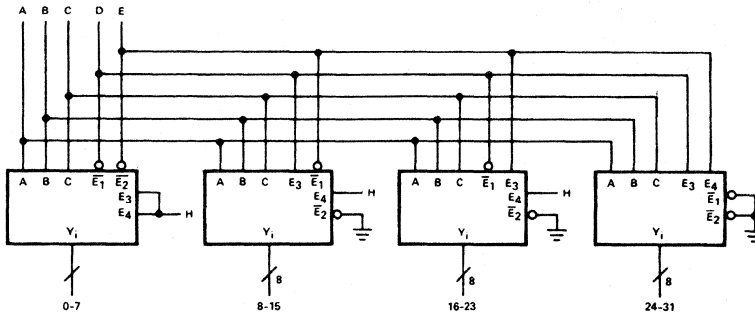 A B C D E
A B C E̅1 E̅2 E3 E4 H Yi
A B C E3 E̅1 E4 H E̅2 Yi
A B C E̅1 E3 E4 H E̅2 Yi
A B C E3 E4 E̅1 E̅2 Yi
8 8 8
0-7 8-15 16-23 24-31